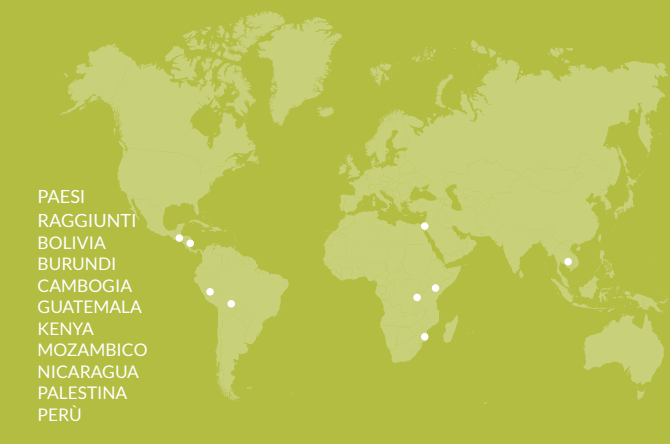 PAESI
RAGGIUNTI
BOLIVIA
BURUNDI
CAMBOGIA
GUATEMALA
KENYA
MOZAMBICO
NICARAGUA
PALESTINA
PERÙ